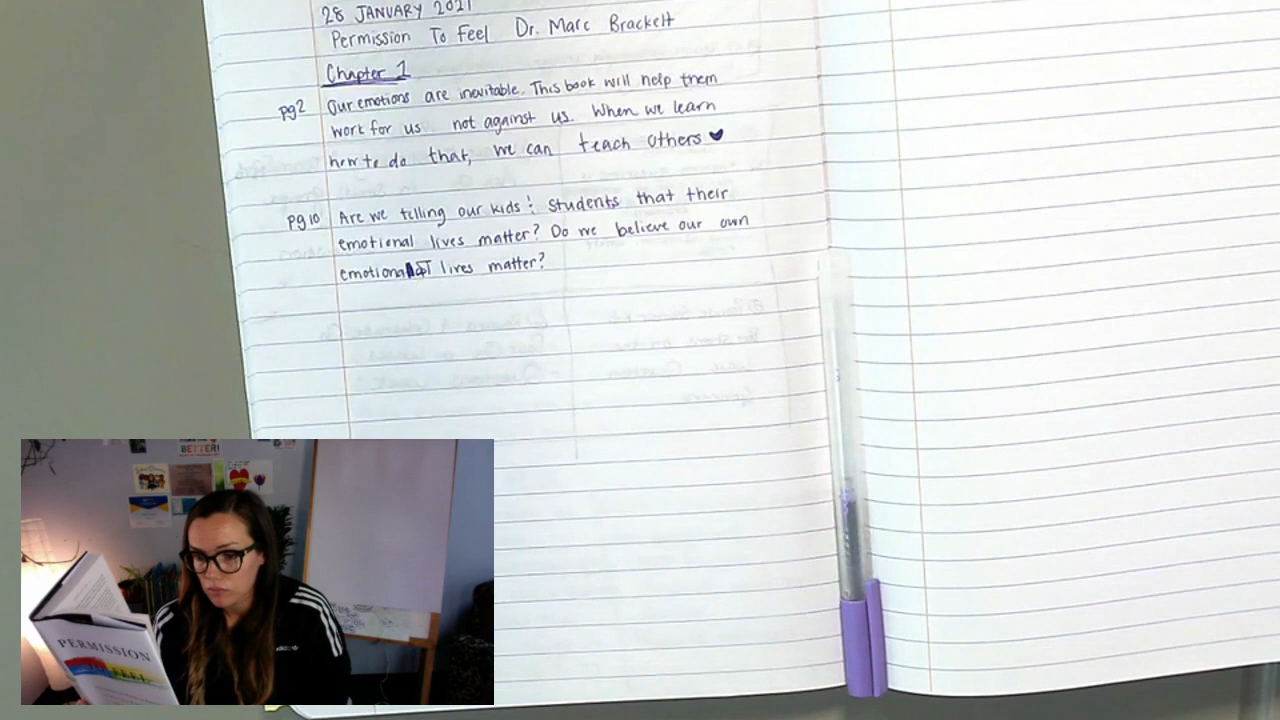 28 JANUARY 2021
Permission To Feel Dr. Marc Brackett
Chapter 1
pg2 Our emotions are inevitable. This book will help them
work for us not against us. When we learn
how to do that, we can teach others ♥
pg10 Are we telling our kids & students that their
emotional lives matter? Do we believe our own
emotional lives matter?
BETTER!
PERMISSION
TO FEEL
adidas